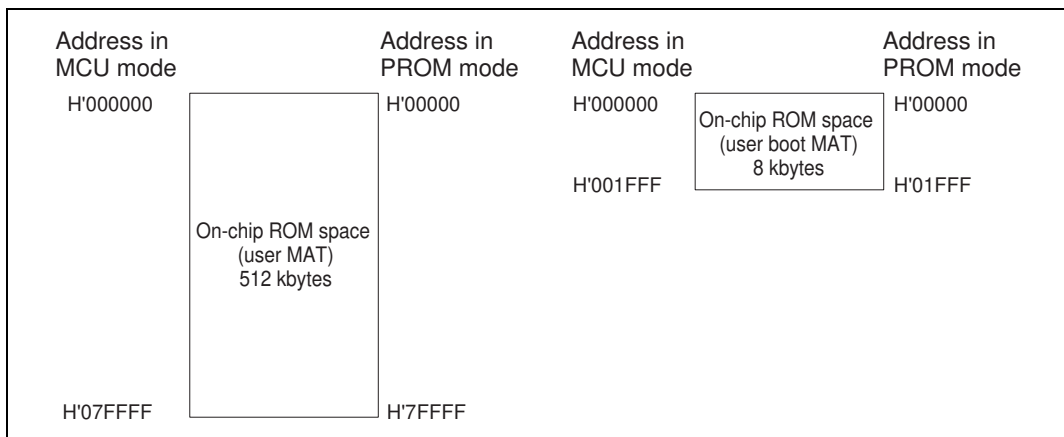 Address in
MCU mode
Address in
PROM mode
H'000000
H'00000
On-chip ROM space
(user MAT)
512 kbytes
H'07FFFF
H'7FFFF
Address in
MCU mode
Address in
PROM mode
H'000000
H'00000
On-chip ROM space
(user boot MAT)
8 kbytes
H'001FFF
H'01FFF